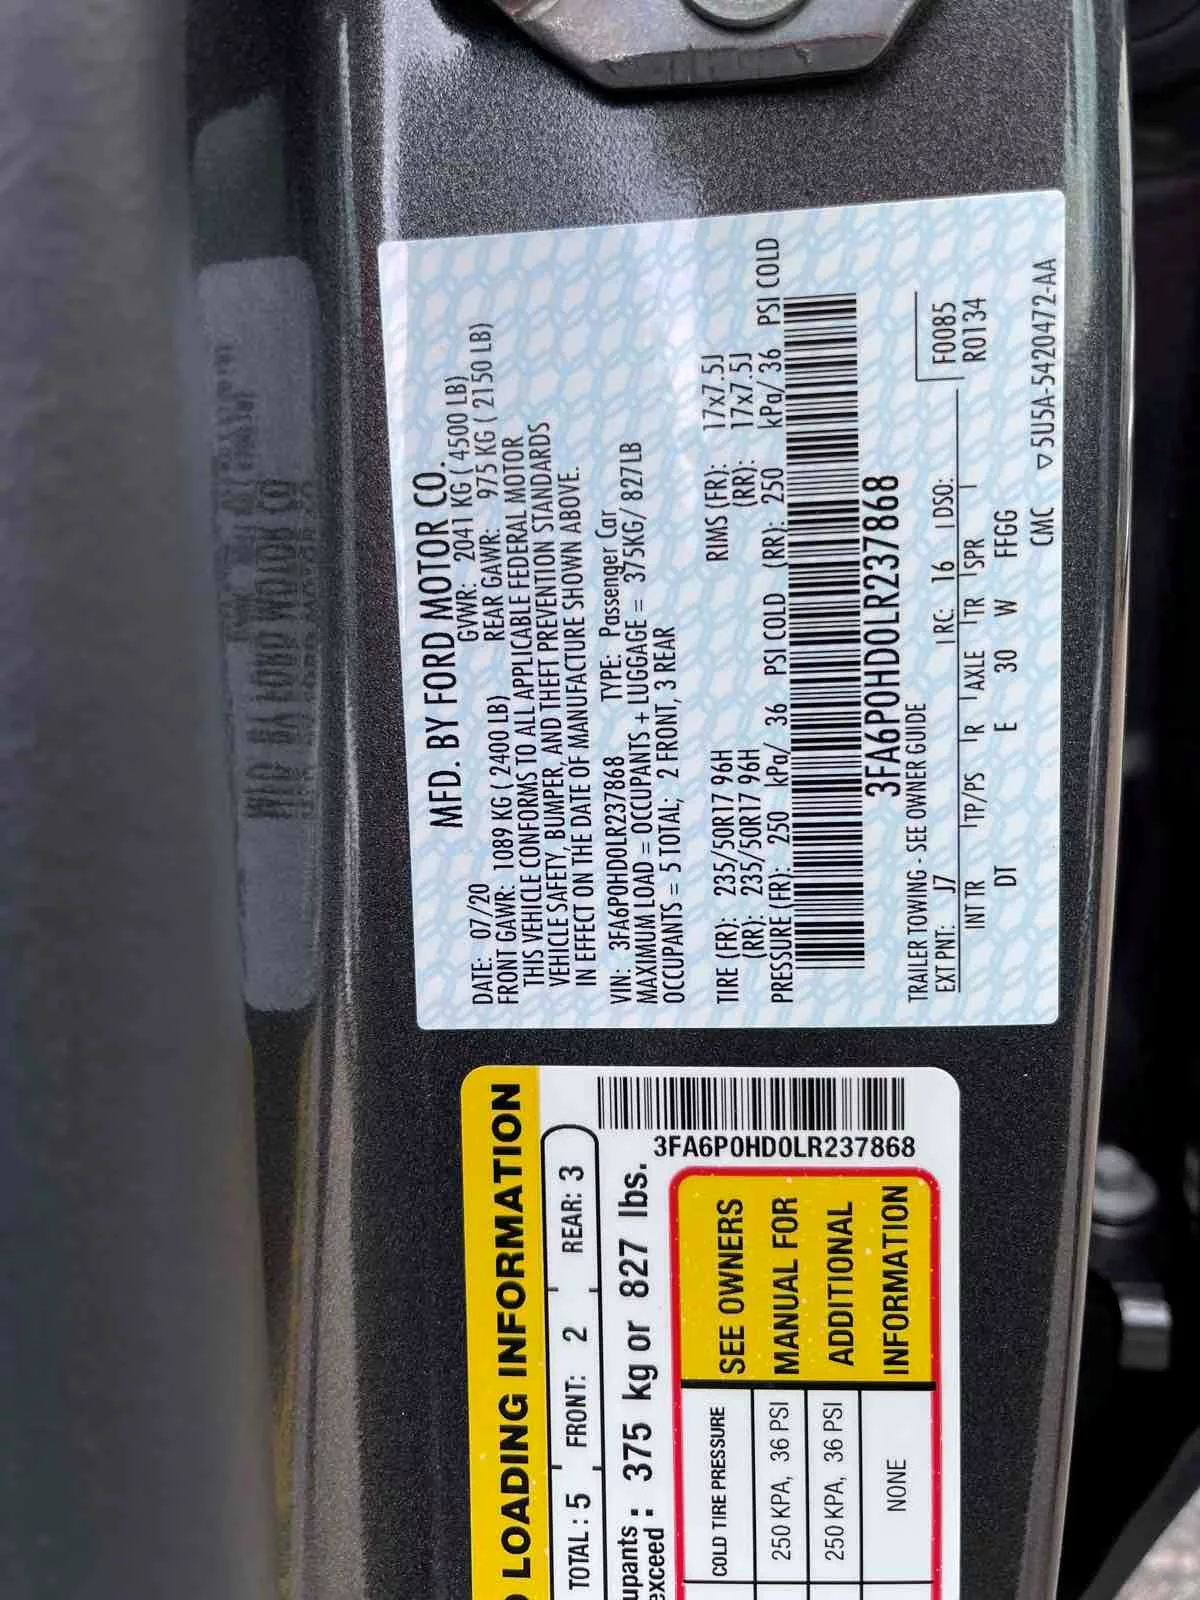 MFD. BY FORD MOTOR CO.
DATE: 07/20 GVWR: 2041 KG ( 4500 LB)
FRONT GAWR: 1089 KG ( 2400 LB) REAR GAWR: 975 KG ( 2150 LB)
THIS VEHICLE CONFORMS TO ALL APPLICABLE FEDERAL MOTOR
VEHICLE SAFETY, BUMPER, AND THEFT PREVENTION STANDARDS
IN EFFECT ON THE DATE OF MANUFACTURE SHOWN ABOVE.
VIN: 3FA6P0HD0LR237868 TYPE: Passenger Car
MAXIMUM LOAD = OCCUPANTS + LUGGAGE = 375KG/ 827LB
OCCUPANTS = 5 TOTAL; 2 FRONT, 3 REAR
TIRE (FR): 235/50R17 96H RIMS (FR): 17x7.5J
(RR): 235/50R17 96H (RR): 17x7.5J
PRESSURE (FR): 250 kPa/ 36 PSI COLD (RR): 250 kPa/ 36 PSI COLD
3FA6P0HD0LR237868
TRAILER TOWING - SEE OWNER GUIDE
EXT PNT: J7 RC: 16 DSO: F0085
INT TR TP/PS R AXLE TR SPR R0134
DT E 30 W FFGG
CMC 5U5A-5420472-AA
LOADING INFORMATION
TOTAL : 5 FRONT: 2 REAR: 3
375 kg or 827 lbs.
3FA6P0HD0LR237868
COLD TIRE PRESSURE
250 KPA, 36 PSI
250 KPA, 36 PSI
NONE
SEE OWNERS
MANUAL FOR
ADDITIONAL
INFORMATION